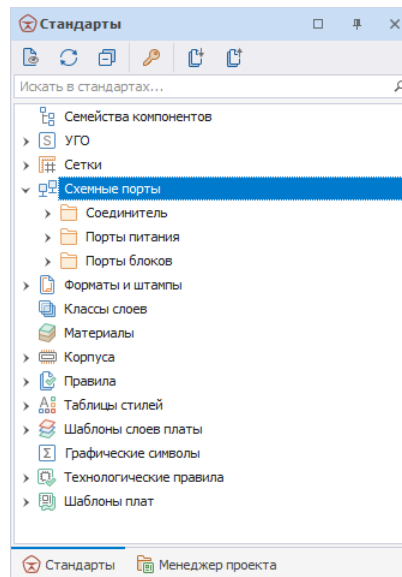 Стандарты
Искать в стандартах...
Семейства компонентов
УГО
Сетки
Схемные порты
Соединитель
Порты питания
Порты блоков
Форматы и штампы
Классы слоев
Материалы
Корпуса
Правила
Таблицы стилей
Шаблоны слоев платы
Графические символы
Технологические правила
Шаблоны плат
Стандарты Менеджер проекта